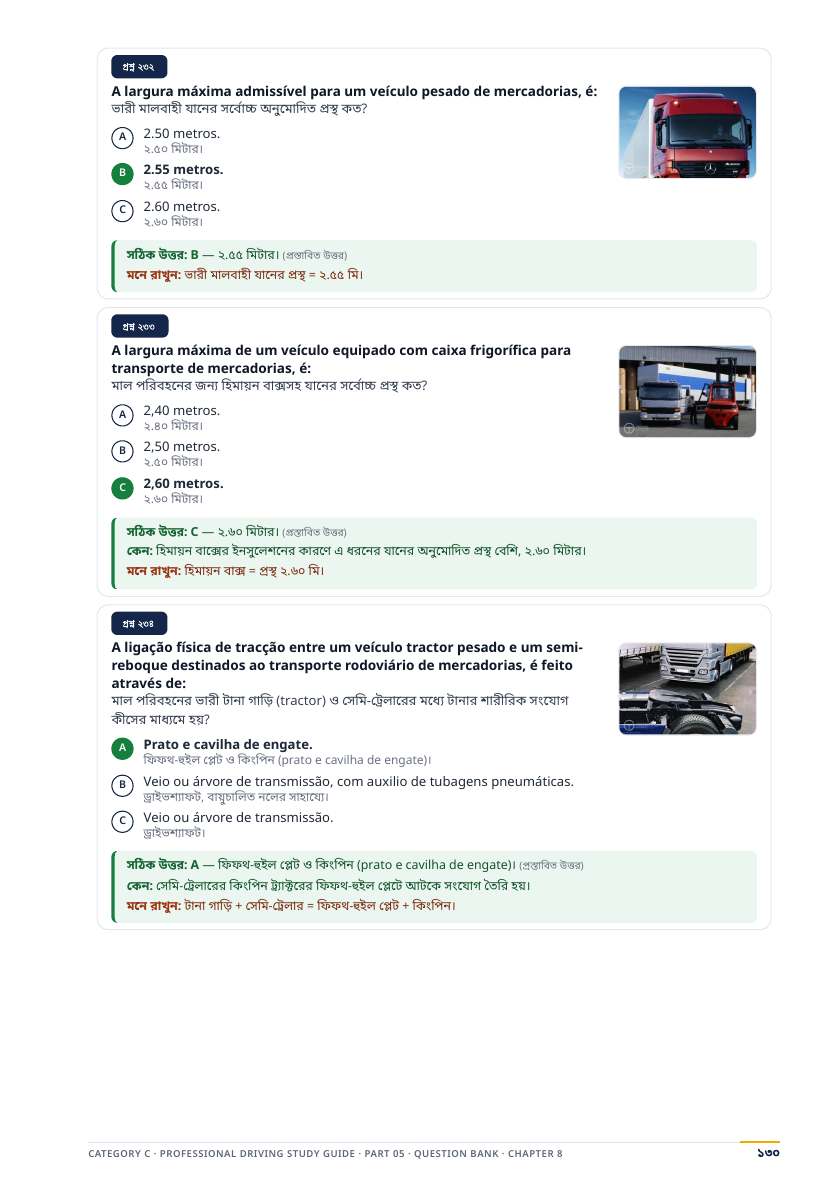 প্রশ্ন ২৩২
A largura máxima admissível para um veículo pesado de mercadorias, é:
ভারী মালবাহী যানের সর্বোচ্চ অনুমোদিত প্রস্থ কত?
A 2.50 metros.
২.৫০ মিটার।
B 2.55 metros.
২.৫৫ মিটার।
C 2.60 metros.
২.৬০ মিটার।
সঠিক উত্তর: B — ২.৫৫ মিটার। (প্রস্তাবিত উত্তর)
মনে রাখুন: ভারী মালবাহী যানের প্রস্থ = ২.৫৫ মি।
প্রশ্ন ২৩৩
A largura máxima de um veículo equipado com caixa frigorífica para
transporte de mercadorias, é:
মাল পরিবহনের জন্য হিমায়ন বাক্সসহ যানের সর্বোচ্চ প্রস্থ কত?
A 2,40 metros.
২.৪০ মিটার।
B 2,50 metros.
২.৫০ মিটার।
C 2,60 metros.
২.৬০ মিটার।
সঠিক উত্তর: C — ২.৬০ মিটার। (প্রস্তাবিত উত্তর)
কেন: হিমায়ন বাক্সের ইনসুলেশনের কারণে এ ধরনের যানের অনুমোদিত প্রস্থ বেশি, ২.৬০ মিটার।
মনে রাখুন: হিমায়ন বাক্স = প্রস্থ ২.৬০ মি।
প্রশ্ন ২৩৪
A ligação física de tracção entre um veículo tractor pesado e um semi-
reboque destinados ao transporte rodoviário de mercadorias, é feito
através de:
মাল পরিবহনের ভারী টানা গাড়ি (tractor) ও সেমি-ট্রেলারের মধ্যে টানার শারীরিক সংযোগ
কীসের মাধ্যমে হয়?
A Prato e cavilha de engate.
ফিফথ-হুইল প্লেট ও কিংপিন (prato e cavilha de engate)।
B Veio ou árvore de transmissão, com auxilio de tubagens pneumáticas.
ড্রাইভশ্যাফট, বায়ুচালিত নলের সাহায্যে।
C Veio ou árvore de transmissão.
ড্রাইভশ্যাফট।
সঠিক উত্তর: A — ফিফথ-হুইল প্লেট ও কিংপিন (prato e cavilha de engate)। (প্রস্তাবিত উত্তর)
কেন: সেমি-ট্রেলারের কিংপিন ট্র্যাক্টরের ফিফথ-হুইল প্লেটে আটকে সংযোগ তৈরি হয়।
মনে রাখুন: টানা গাড়ি + সেমি-ট্রেলার = ফিফথ-হুইল প্লেট + কিংপিন।
CATEGORY C · PROFESSIONAL DRIVING STUDY GUIDE · PART 05 · QUESTION BANK · CHAPTER 8
১৩০